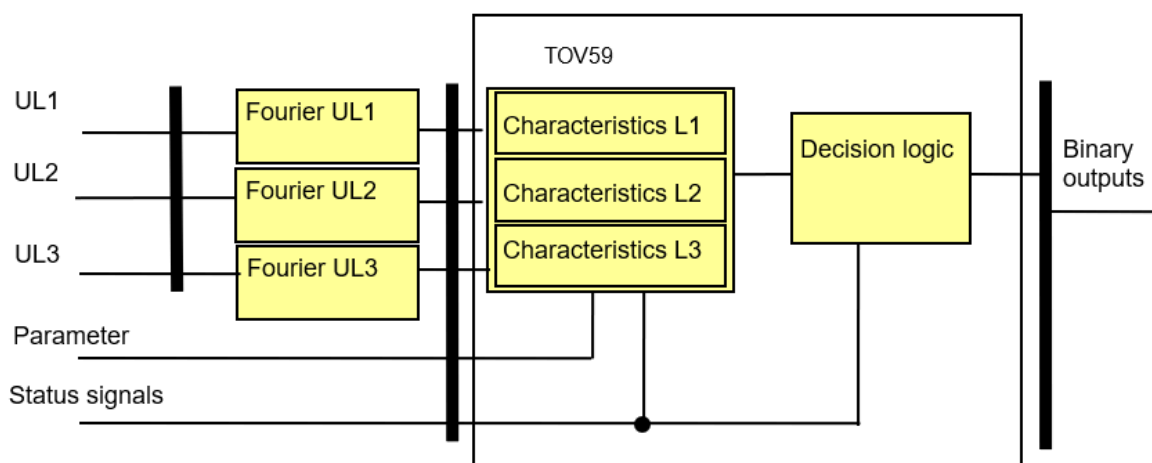 TOV59
UL1
Fourier UL1
Characteristics L1
UL2
Fourier UL2
Characteristics L2
UL3
Fourier UL3
Characteristics L3
Decision logic
Binary
outputs
Parameter
Status signals